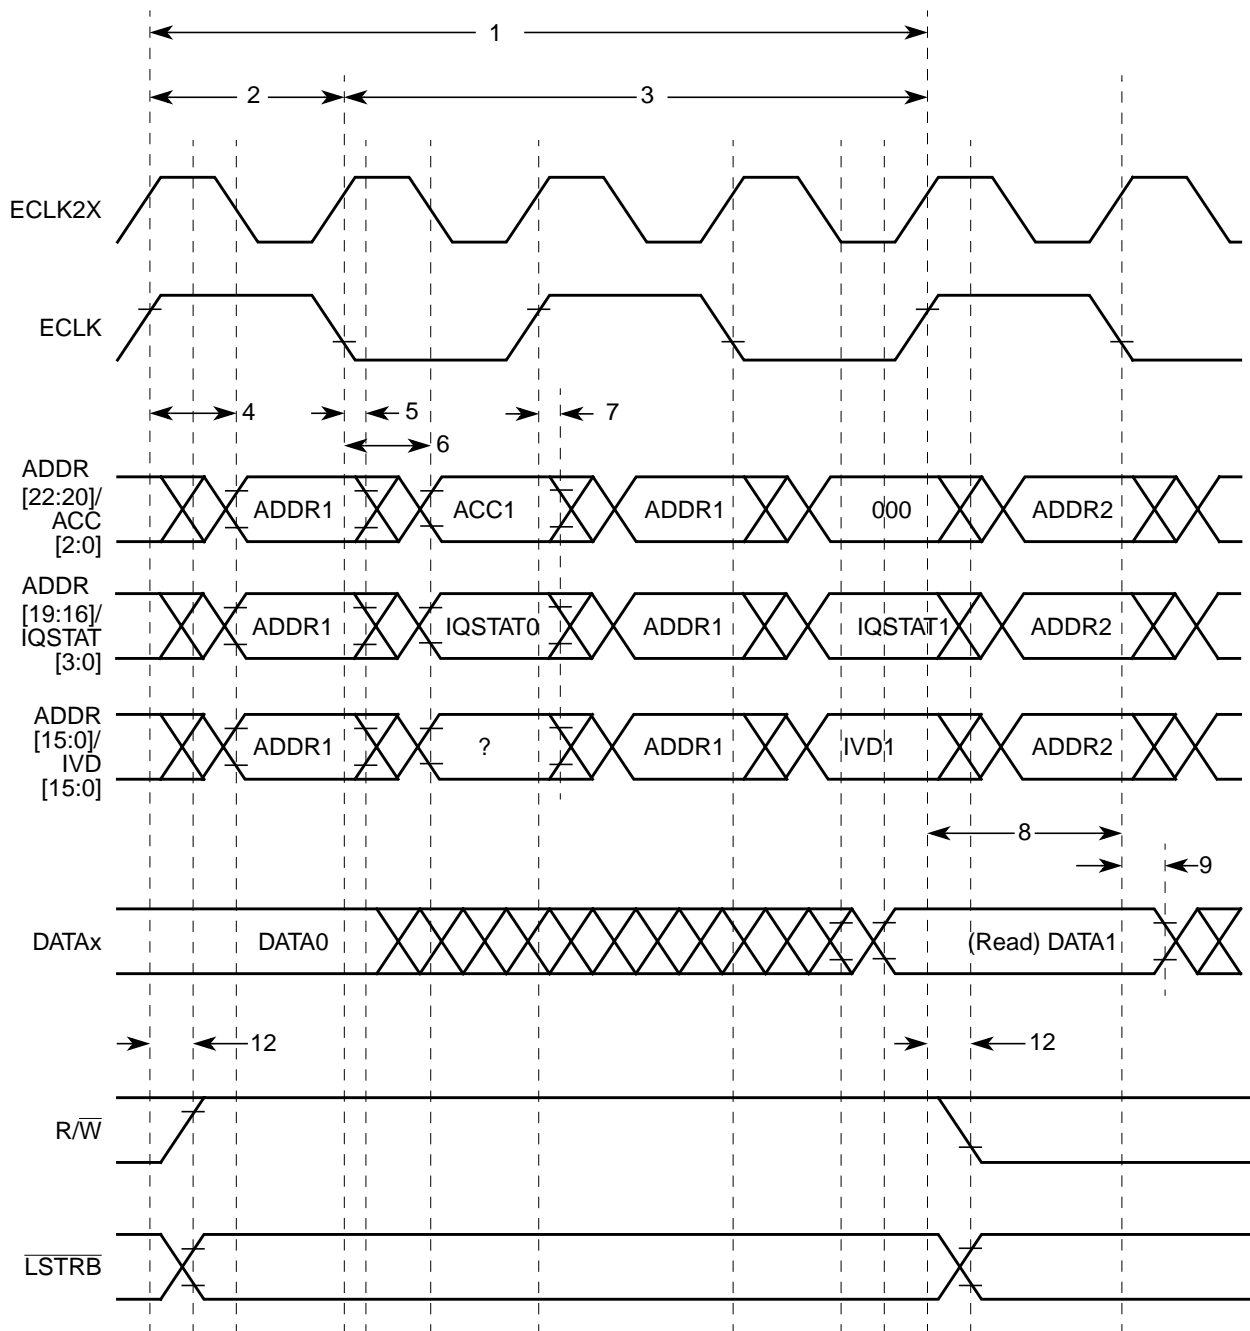 1
2 3
ECLK2X
ECLK
4 5 7
6
ADDR
[22:20]/
ACC
[2:0]
ADDR1 ACC1 ADDR1 000 ADDR2
ADDR
[19:16]/
IQSTAT
[3:0]
ADDR1 IQSTAT0 ADDR1 IQSTAT1 ADDR2
ADDR
[15:0]/
IVD
[15:0]
ADDR1 ? ADDR1 IVD1 ADDR2
8
9
DATAx DATA0 (Read) DATA1
12 12
R/W̅
L̅S̅T̅R̅B̅